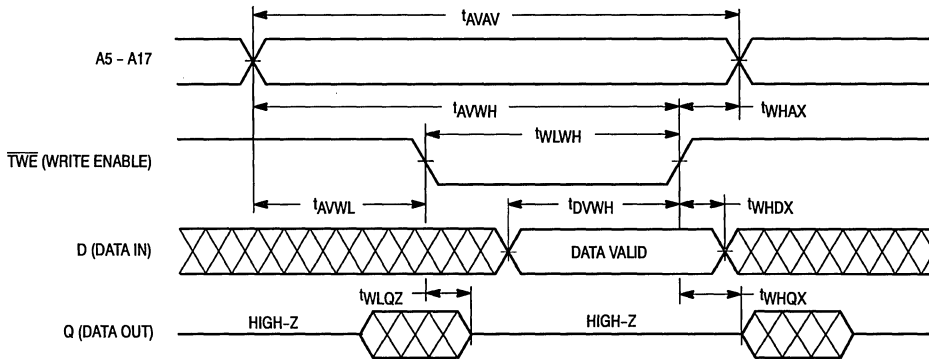 tAVAV
A5 – A17
tAVWH
tWHAX
tWLWH
TWE (WRITE ENABLE)
tAVWL
tDVWH
tWHDX
D (DATA IN)
DATA VALID
tWLQZ
tWHQX
Q (DATA OUT)
HIGH–Z
HIGH–Z